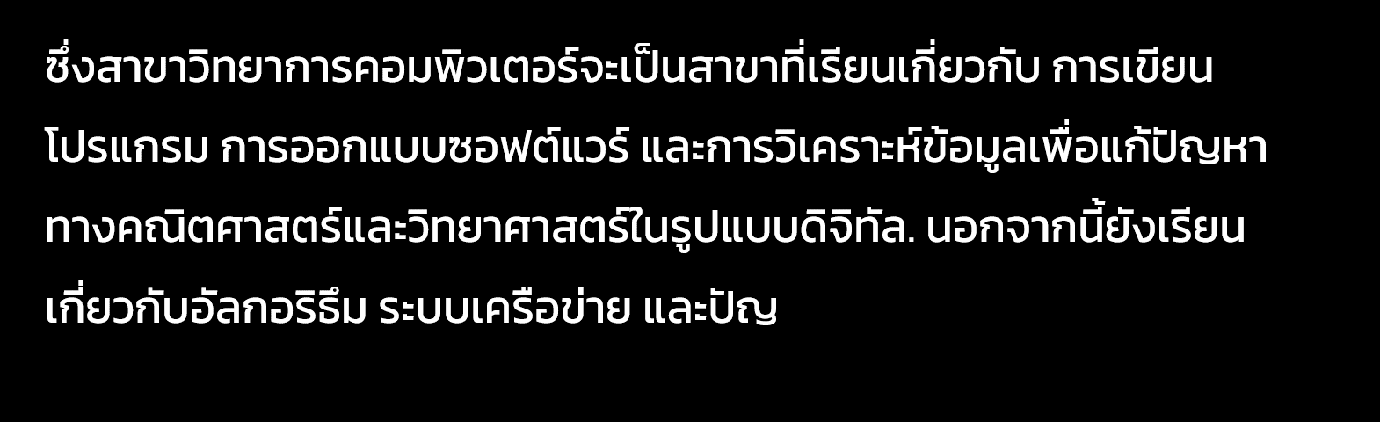 ซึ่งสาขาวิทยาการคอมพิวเตอร์จะเป็นสาขาที่เรียนเกี่ยวกับ การเขียน
โปรแกรม การออกแบบซอฟต์แวร์ และการวิเคราะห์ข้อมูลเพื่อแก้ปัญหา
ทางคณิตศาสตร์และวิทยาศาสตร์ในรูปแบบดิจิทัล. นอกจากนี้ยังเรียน
เกี่ยวกับอัลกอริธึม ระบบเครือข่าย และปัญ